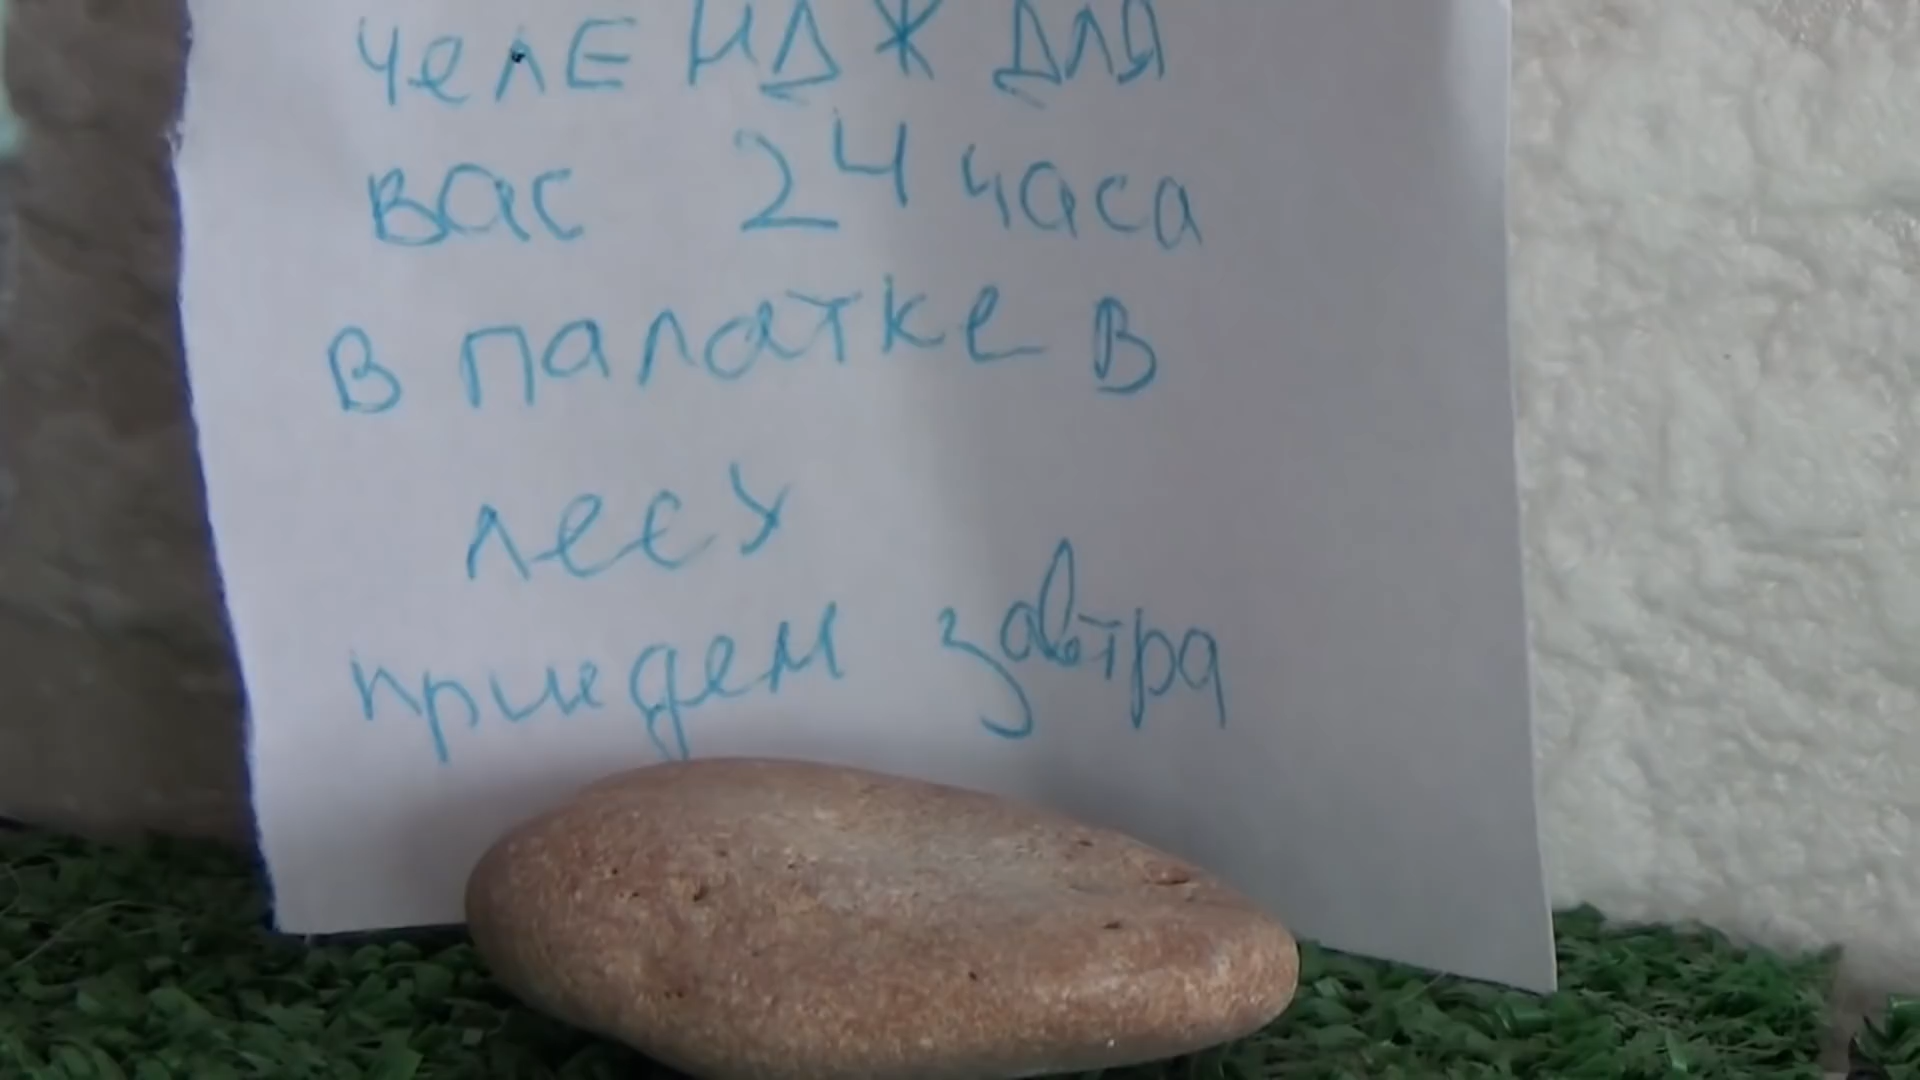 челЕНДЖ для
вас 24 часа
в палатке в
лесу
приедем завтра